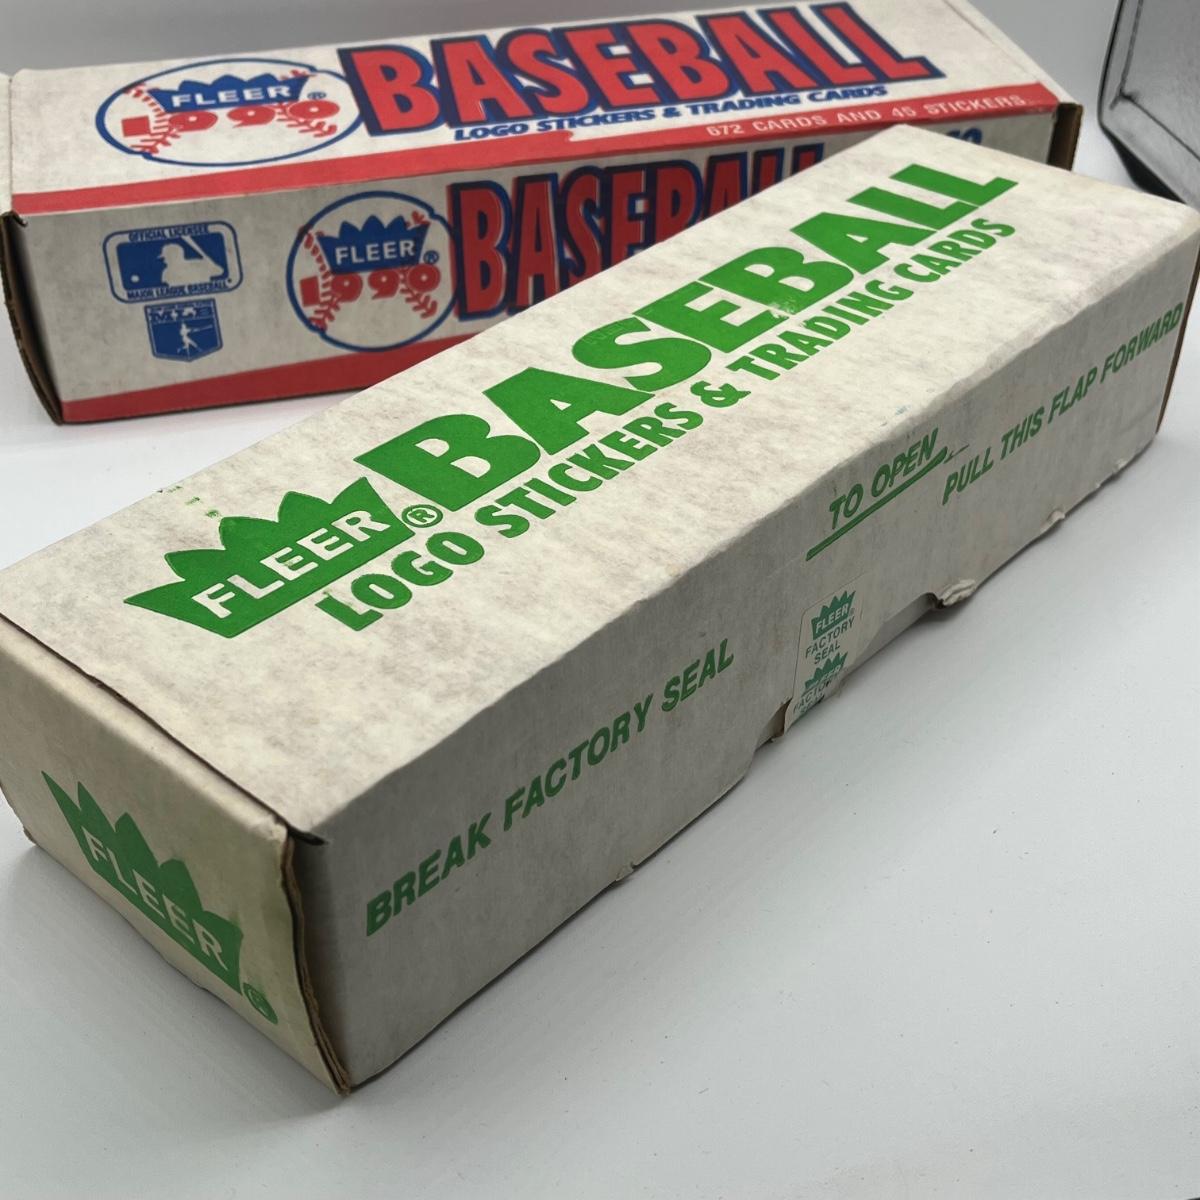 FLEER
1990
BASEBALL
LOGO STICKERS & TRADING CARDS
672 CARDS AND 45 STICKERS
OFFICIAL LICENSEE
MAJOR LEAGUE BASEBALL
FLEER®
1990
FLEER®
BASEBALL
LOGO STICKERS & TRADING CARDS
TO OPEN
PULL THIS FLAP FORWARD
BREAK FACTORY SEAL
FLEER®
FACTORY
SEAL
FACTORY
FLEER®